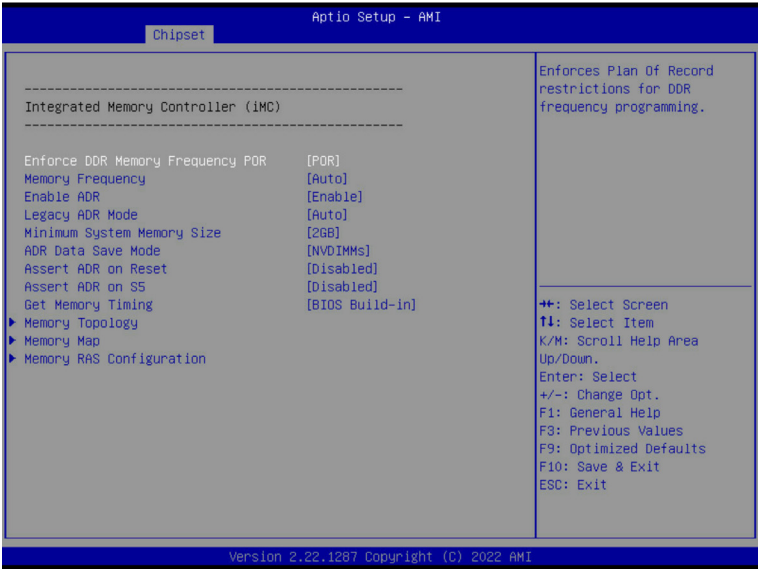 Aptio Setup – AMI
Chipset
Integrated Memory Controller (iMC)
Enforce DDR Memory Frequency POR [POR]
Memory Frequency [Auto]
Enable ADR [Enable]
Legacy ADR Mode [Auto]
Minimum System Memory Size [2GB]
ADR Data Save Mode [NVDIMMs]
Assert ADR on Reset [Disabled]
Assert ADR on S5 [Disabled]
Get Memory Timing [BIOS Build-in]
Memory Topology
Memory Map
Memory RAS Configuration
Enforces Plan Of Record
restrictions for DDR
frequency programming.
→←: Select Screen
↑↓: Select Item
K/M: Scroll Help Area
Up/Down.
Enter: Select
+/-: Change Opt.
F1: General Help
F3: Previous Values
F9: Optimized Defaults
F10: Save & Exit
ESC: Exit
Version 2.22.1287 Copyright (C) 2022 AMI